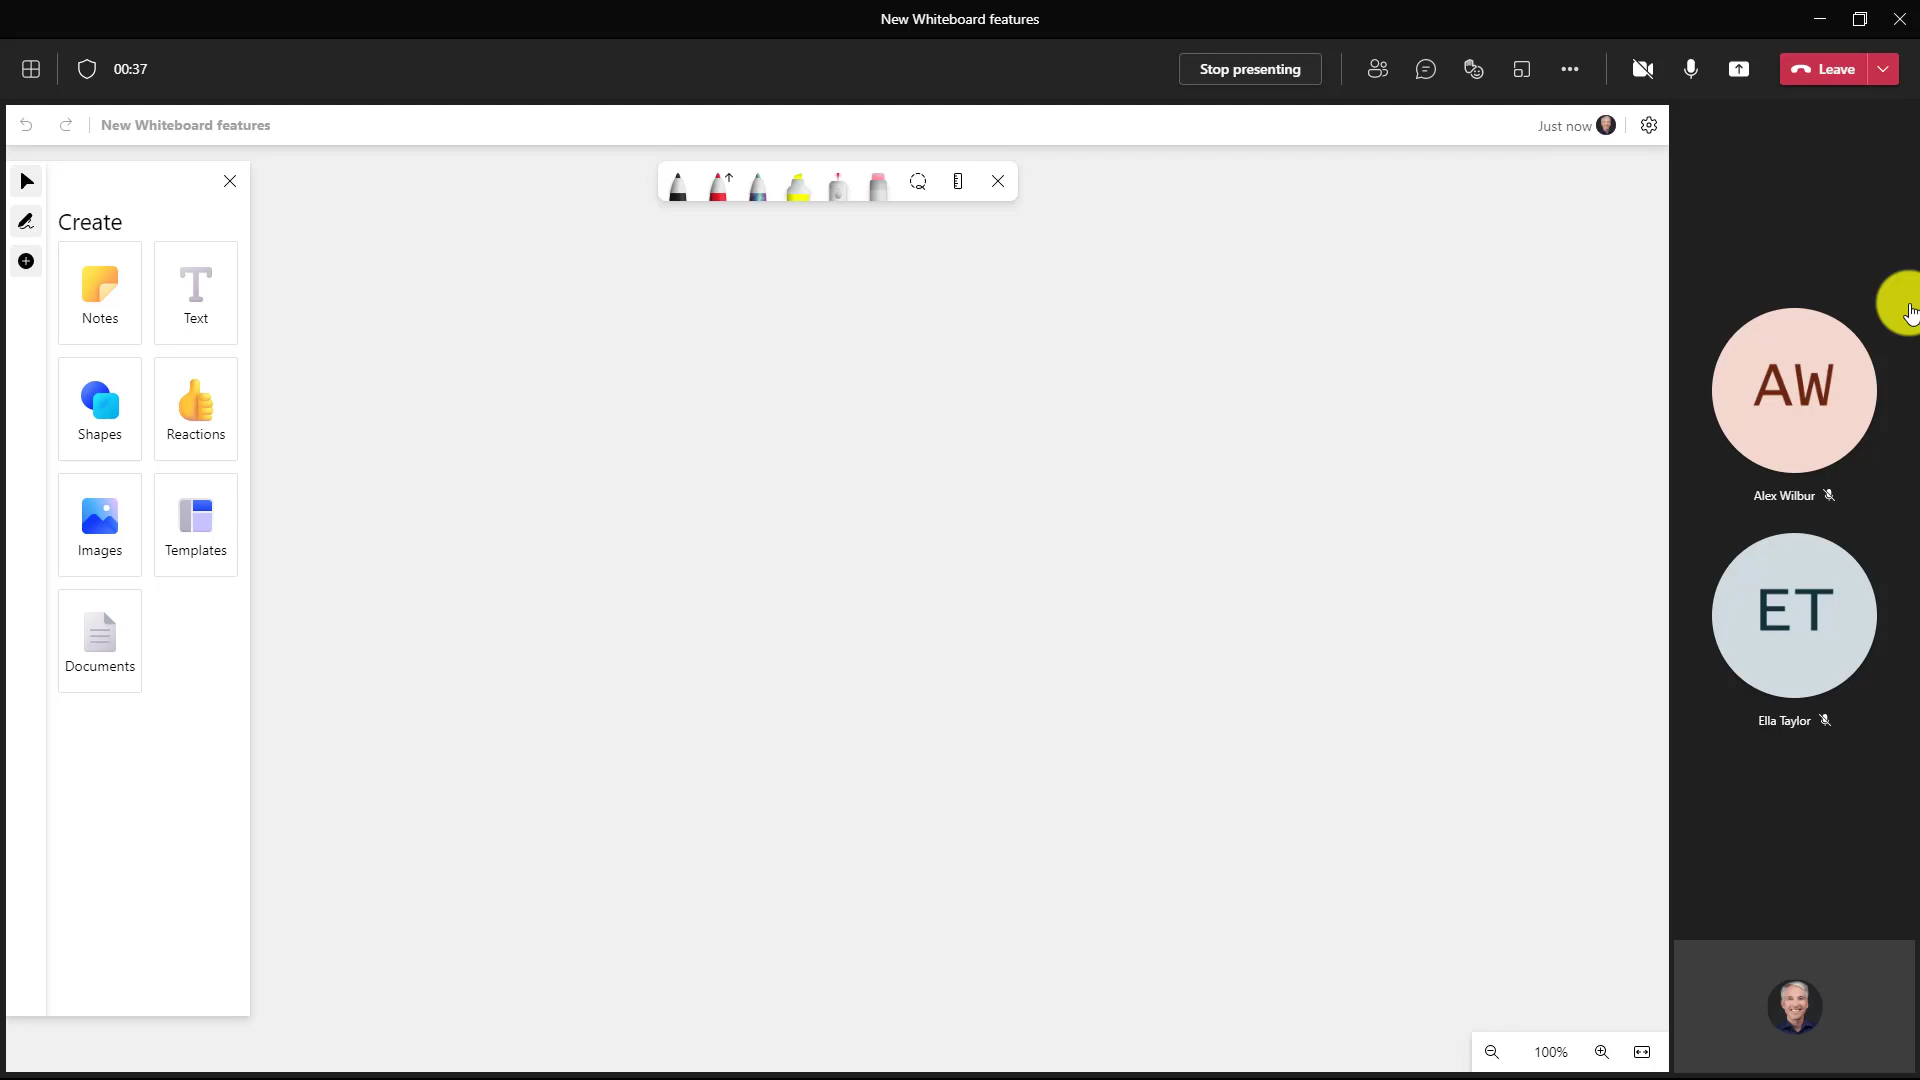 New Whiteboard features
00:37
Stop presenting
Leave
New Whiteboard features
Just now
Create
Notes
Text
Shapes
Reactions
Images
Templates
Documents
AW
Alex Wilbur
ET
Ella Taylor
100%